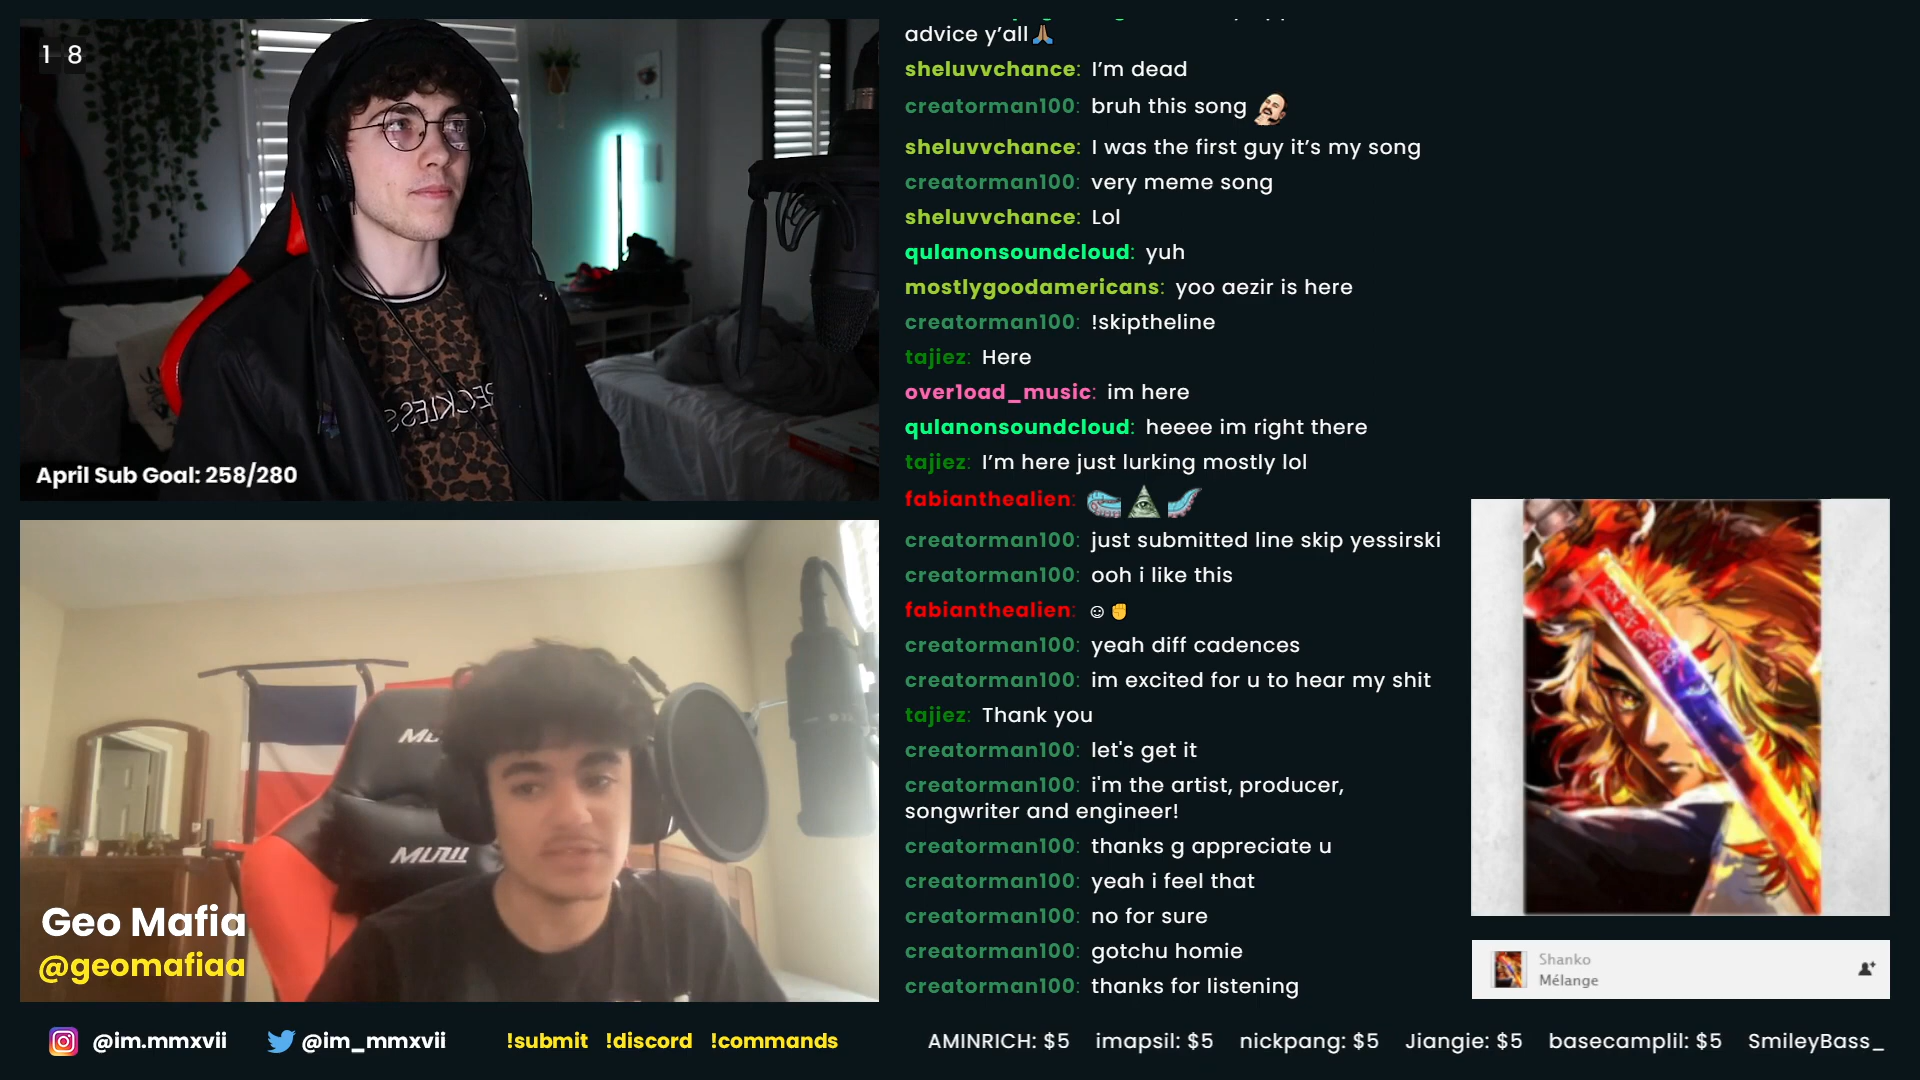 1 8
RECKLESS
April Sub Goal: 258/280
MUZII
Geo Mafia
@geomafiaa
advice y’all🙏🏽
sheluvvchance: I’m dead
creatorman100: bruh this song
sheluvvchance: I was the first guy it’s my song
creatorman100: very meme song
sheluvvchance: Lol
qulanonsoundcloud: yuh
mostlygoodamericans: yoo aezir is here
creatorman100: !skiptheline
tajiez: Here
over1oad_music: im here
qulanonsoundcloud: heeee im right there
tajiez: I’m here just lurking mostly lol
fabianthealien:
creatorman100: just submitted line skip yessirski
creatorman100: ooh i like this
fabianthealien: ☺✊
creatorman100: yeah diff cadences
creatorman100: im excited for u to hear my shit
tajiez: Thank you
creatorman100: let's get it
creatorman100: i'm the artist, producer,
songwriter and engineer!
creatorman100: thanks g appreciate u
creatorman100: yeah i feel that
creatorman100: no for sure
creatorman100: gotchu homie
creatorman100: thanks for listening
Shanko
Mélange
@im.mmxvii @im_mmxvii !submit !discord !commands
AMINRICH: $5 imapsil: $5 nickpang: $5 Jiangie: $5 basecamplil: $5 SmileyBass_